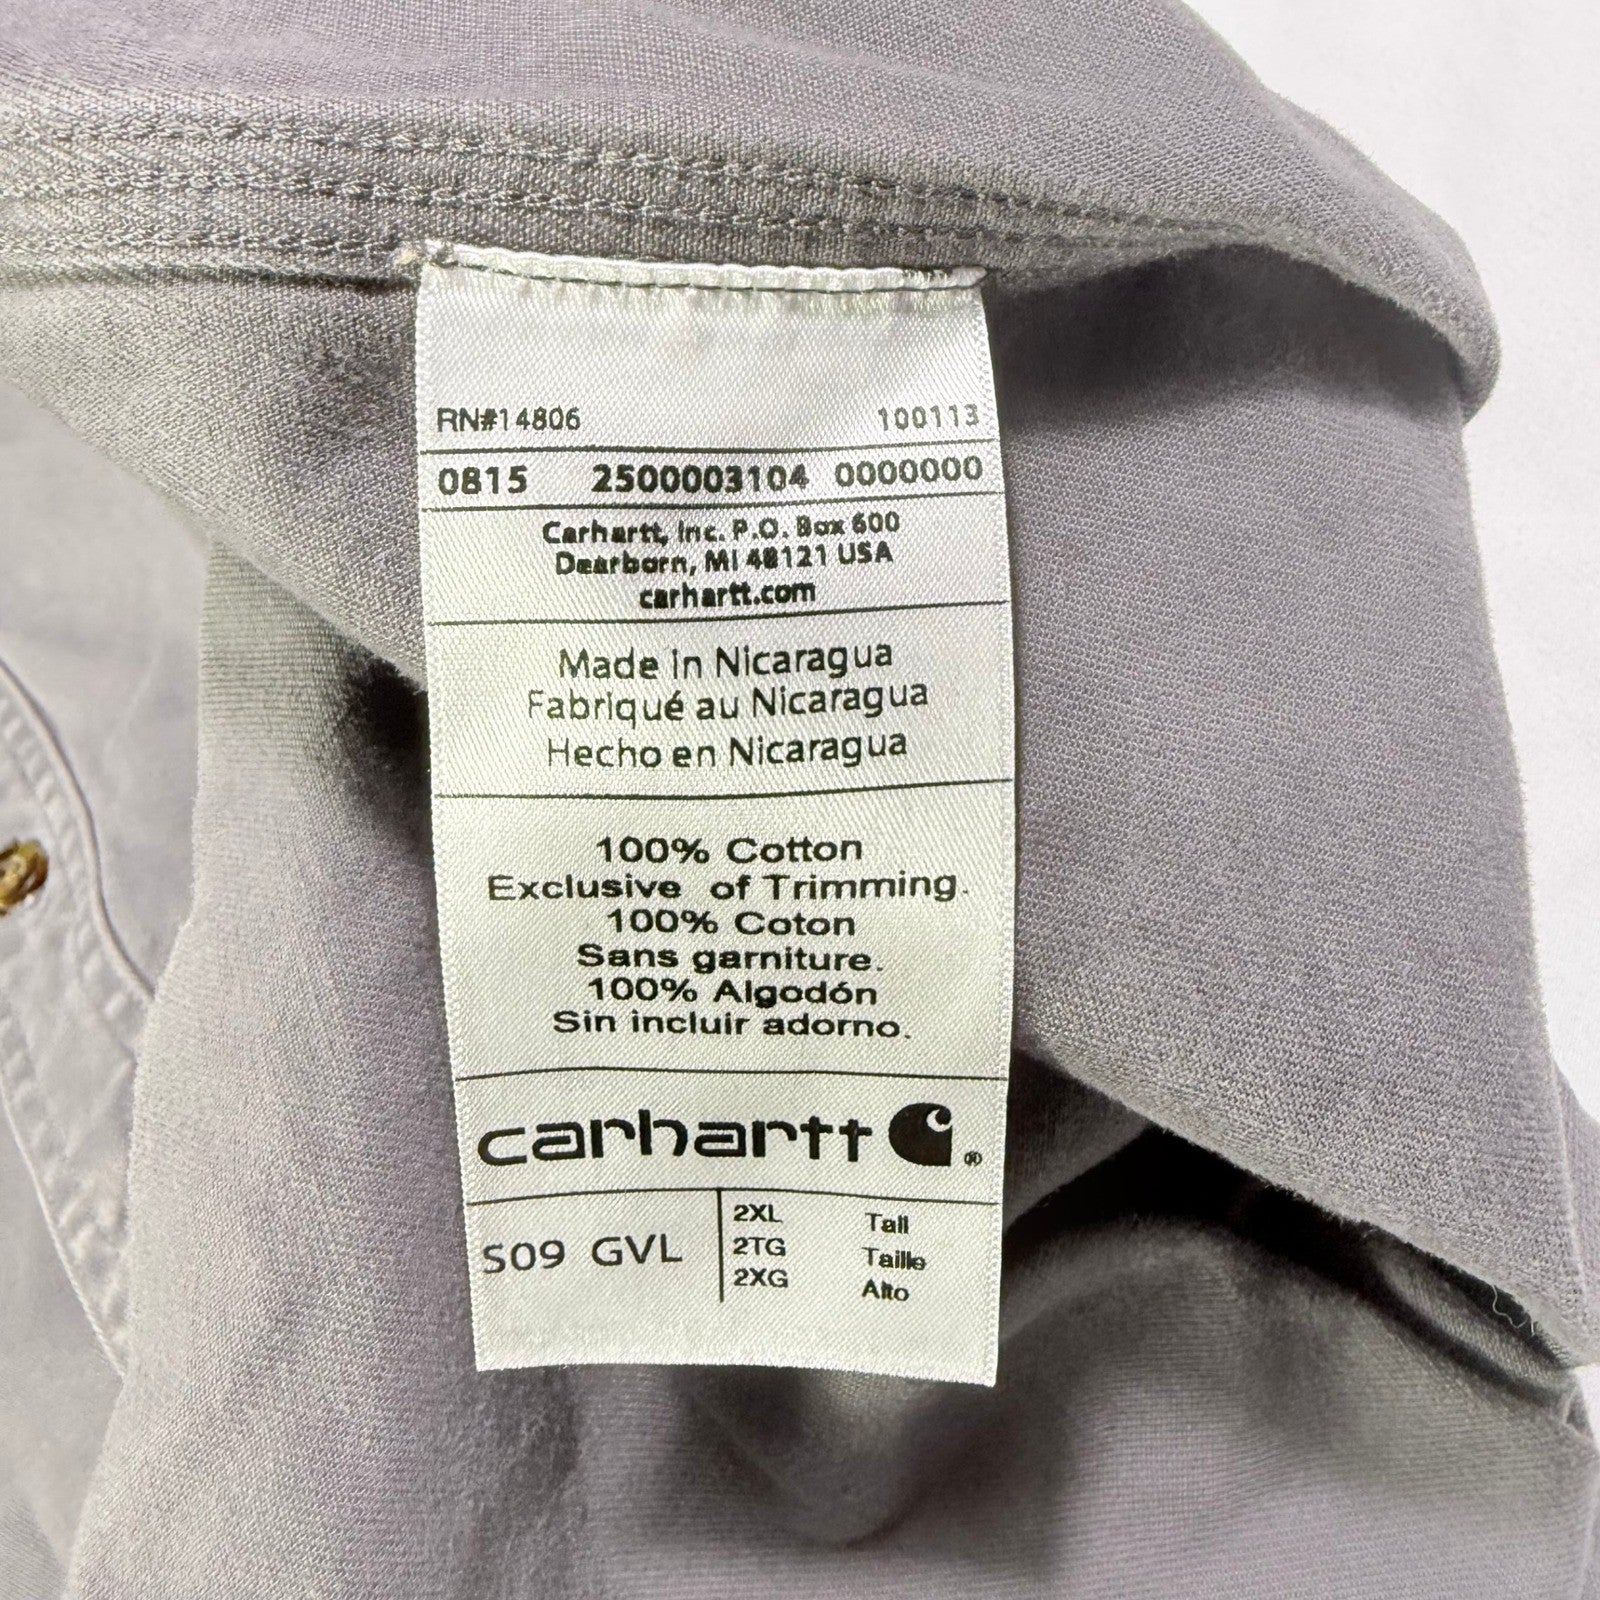 RN#14806 100113
0815 2500003104 0000000
Carhartt, Inc. P.O. Box 600
Dearborn, MI 48121 USA
carhartt.com
Made in Nicaragua
Fabriqué au Nicaragua
Hecho en Nicaragua
100% Cotton
Exclusive of Trimming.
100% Coton
Sans garniture.
100% Algodón
Sin incluir adorno.
carhartt ®
S09 GVL
2XL Tall
2TG Taille
2XG Alto